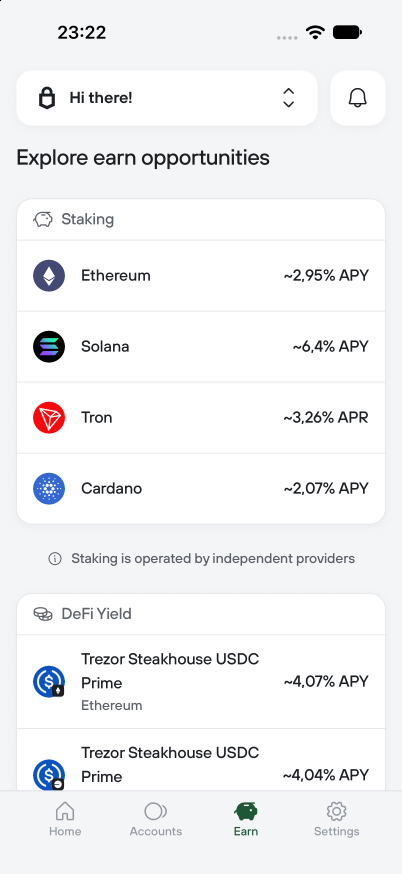 23:22
Hi there!
Explore earn opportunities
Staking
Ethereum
~2,95% APY
Solana
~6,4% APY
Tron
~3,26% APR
Cardano
~2,07% APY
Staking is operated by independent providers
DeFi Yield
Trezor Steakhouse USDC
Prime
Ethereum
~4,07% APY
Trezor Steakhouse USDC
Prime
~4,04% APY
Home
Accounts
Earn
Settings